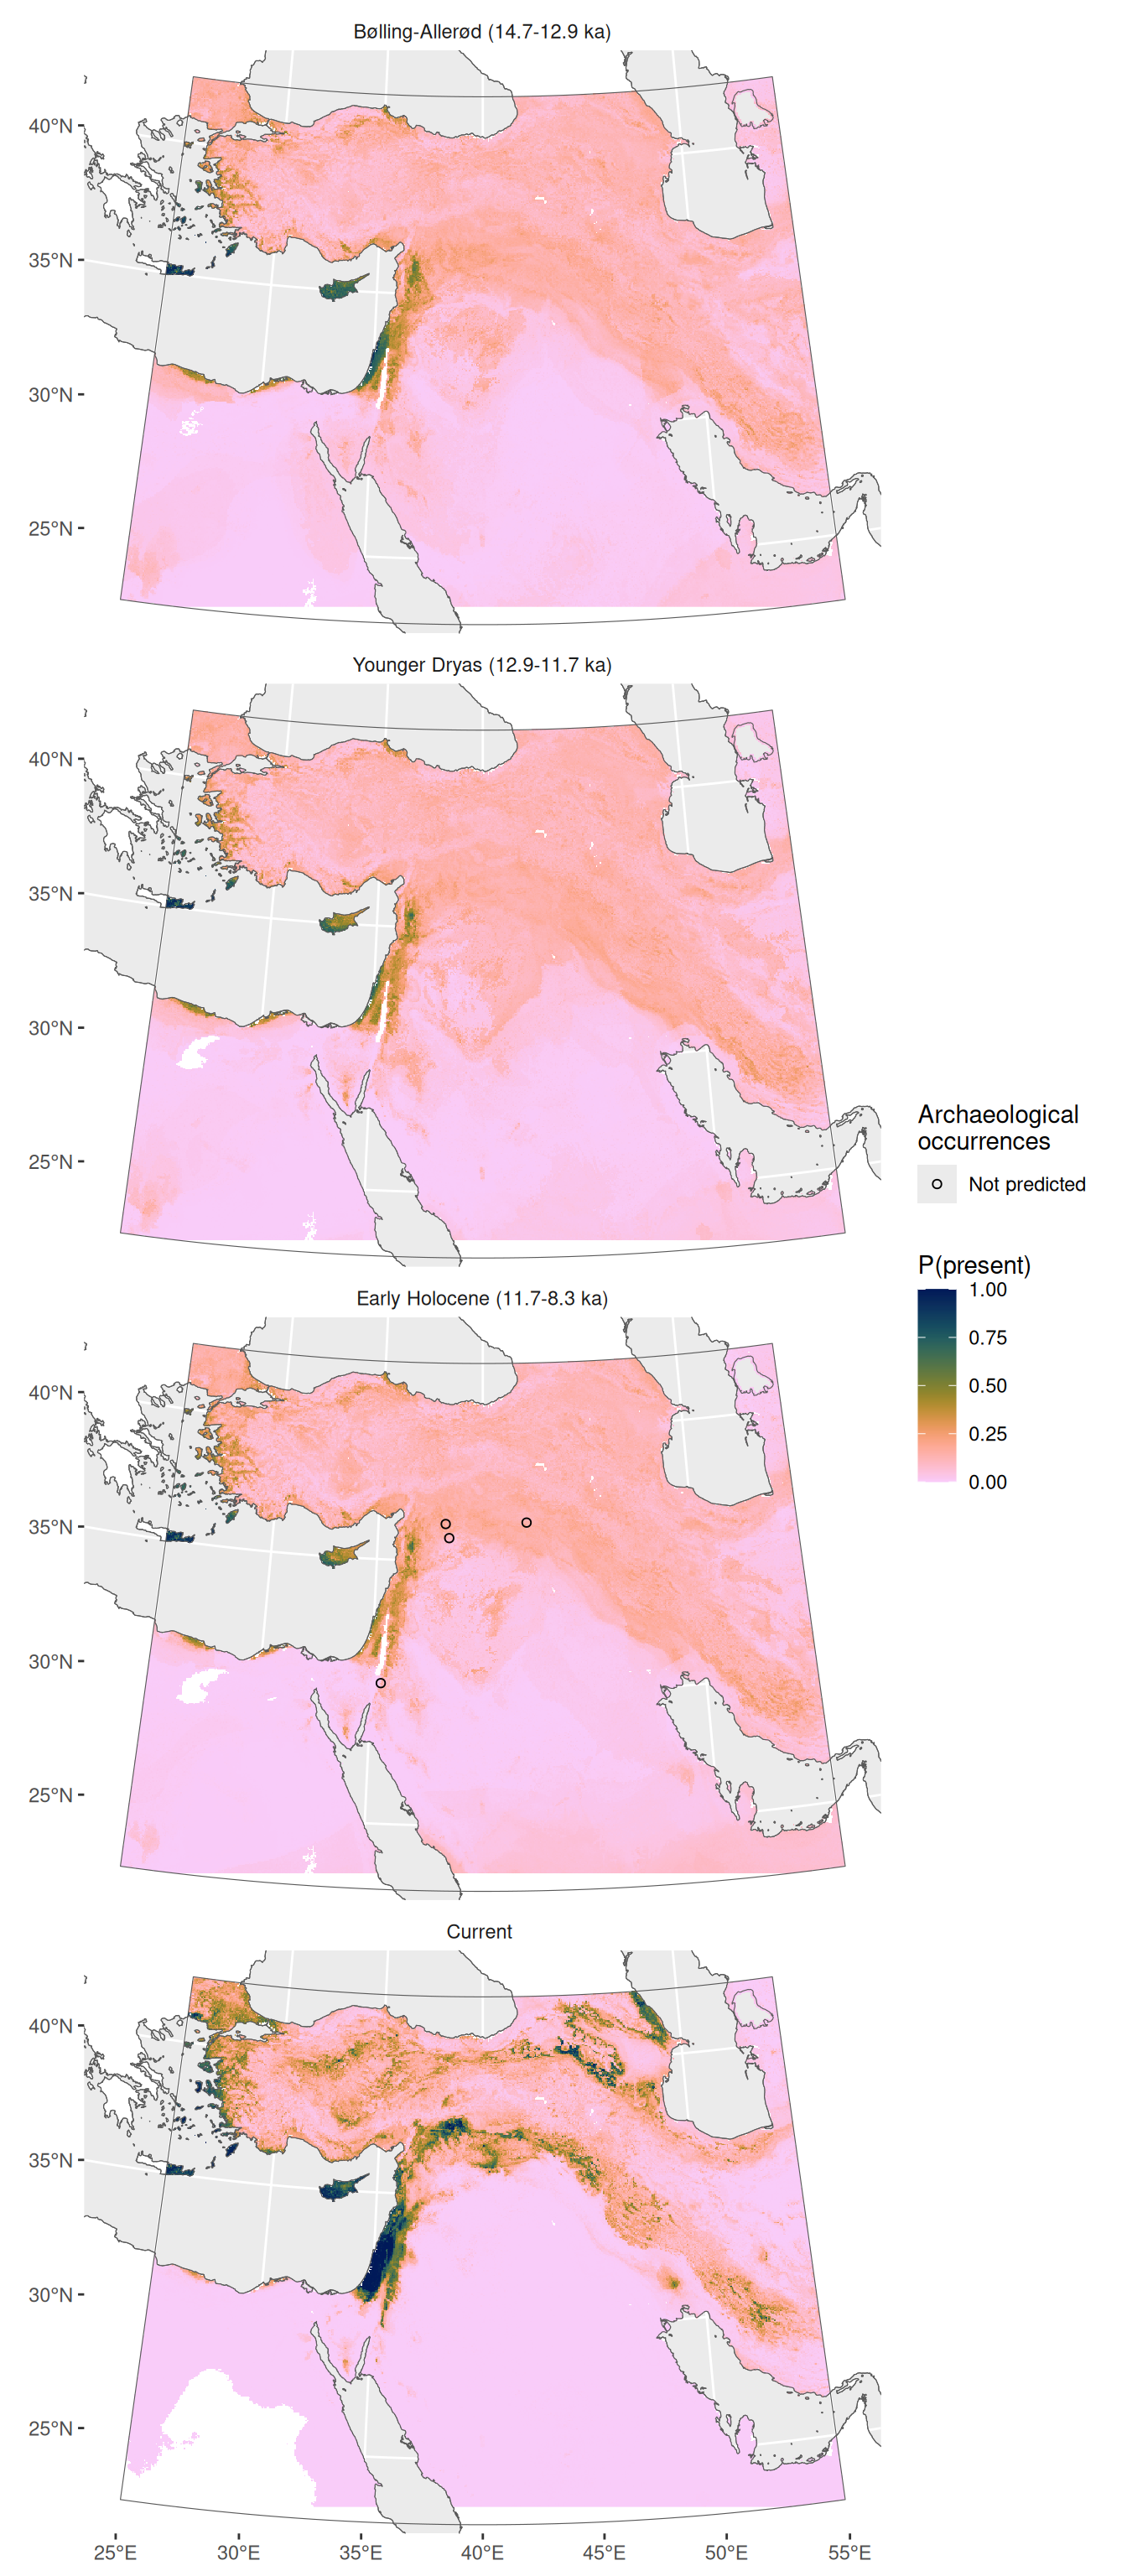 Bølling-Allerød (14.7-12.9 ka)
40°N
35°N
30°N
25°N
Younger Dryas (12.9-11.7 ka)
40°N
35°N
30°N
25°N
Archaeological
occurrences
Not predicted
P(present)
1.00
0.75
0.50
0.25
0.00
Early Holocene (11.7-8.3 ka)
40°N
35°N
30°N
25°N
Current
40°N
35°N
30°N
25°N
25°E 30°E 35°E 40°E 45°E 50°E 55°E